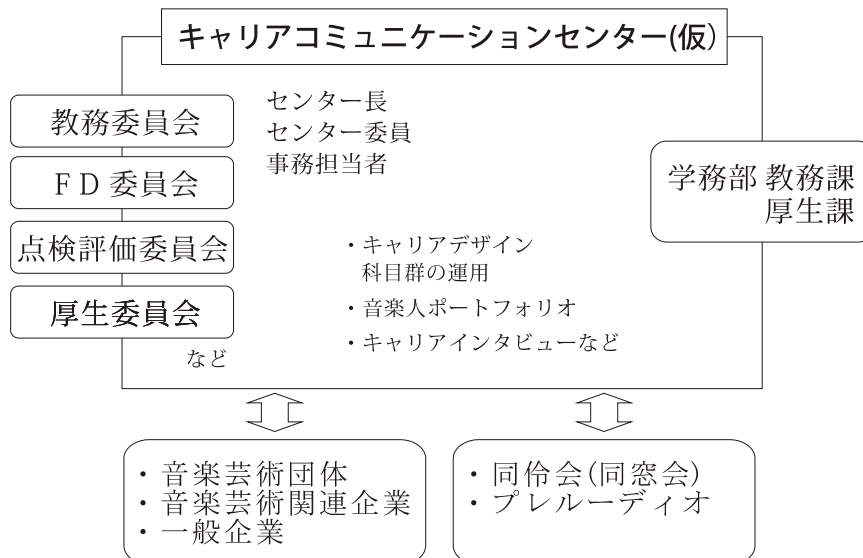 キャリアコミュニケーションセンター(仮)
教務委員会
FD委員会
点検評価委員会
厚生委員会
など
センター長
センター委員
事務担当者
・キャリアデザイン
科目群の運用
・音楽人ポートフォリオ
・キャリアインタビューなど
学務部 教務課
厚生課
・音楽芸術団体
・音楽芸術関連企業
・一般企業
・同伶会(同窓会)
・プレルーディオ